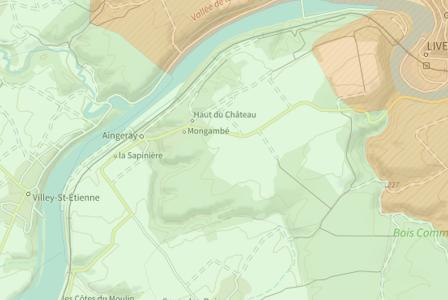 Vallée de
LIVE
Haut du Château
Aingeray
Mongambé
la Sapinière
227
Villey-St-Etienne
Bois Comm
les Côtes du Moulin